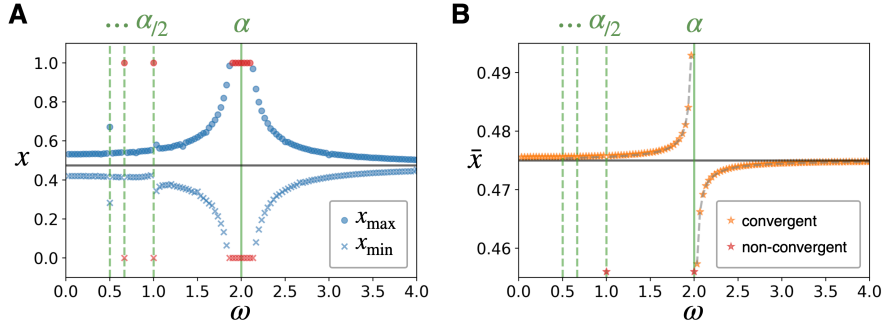 A
... α/2 α
x
1.0
0.8
0.6
0.4
0.2
0.0
x_max
x_min
0.0 0.5 1.0 1.5 2.0 2.5 3.0 3.5 4.0
ω
B
... α/2 α
x̄
0.49
0.48
0.47
0.46
convergent
non-convergent
0.0 0.5 1.0 1.5 2.0 2.5 3.0 3.5 4.0
ω